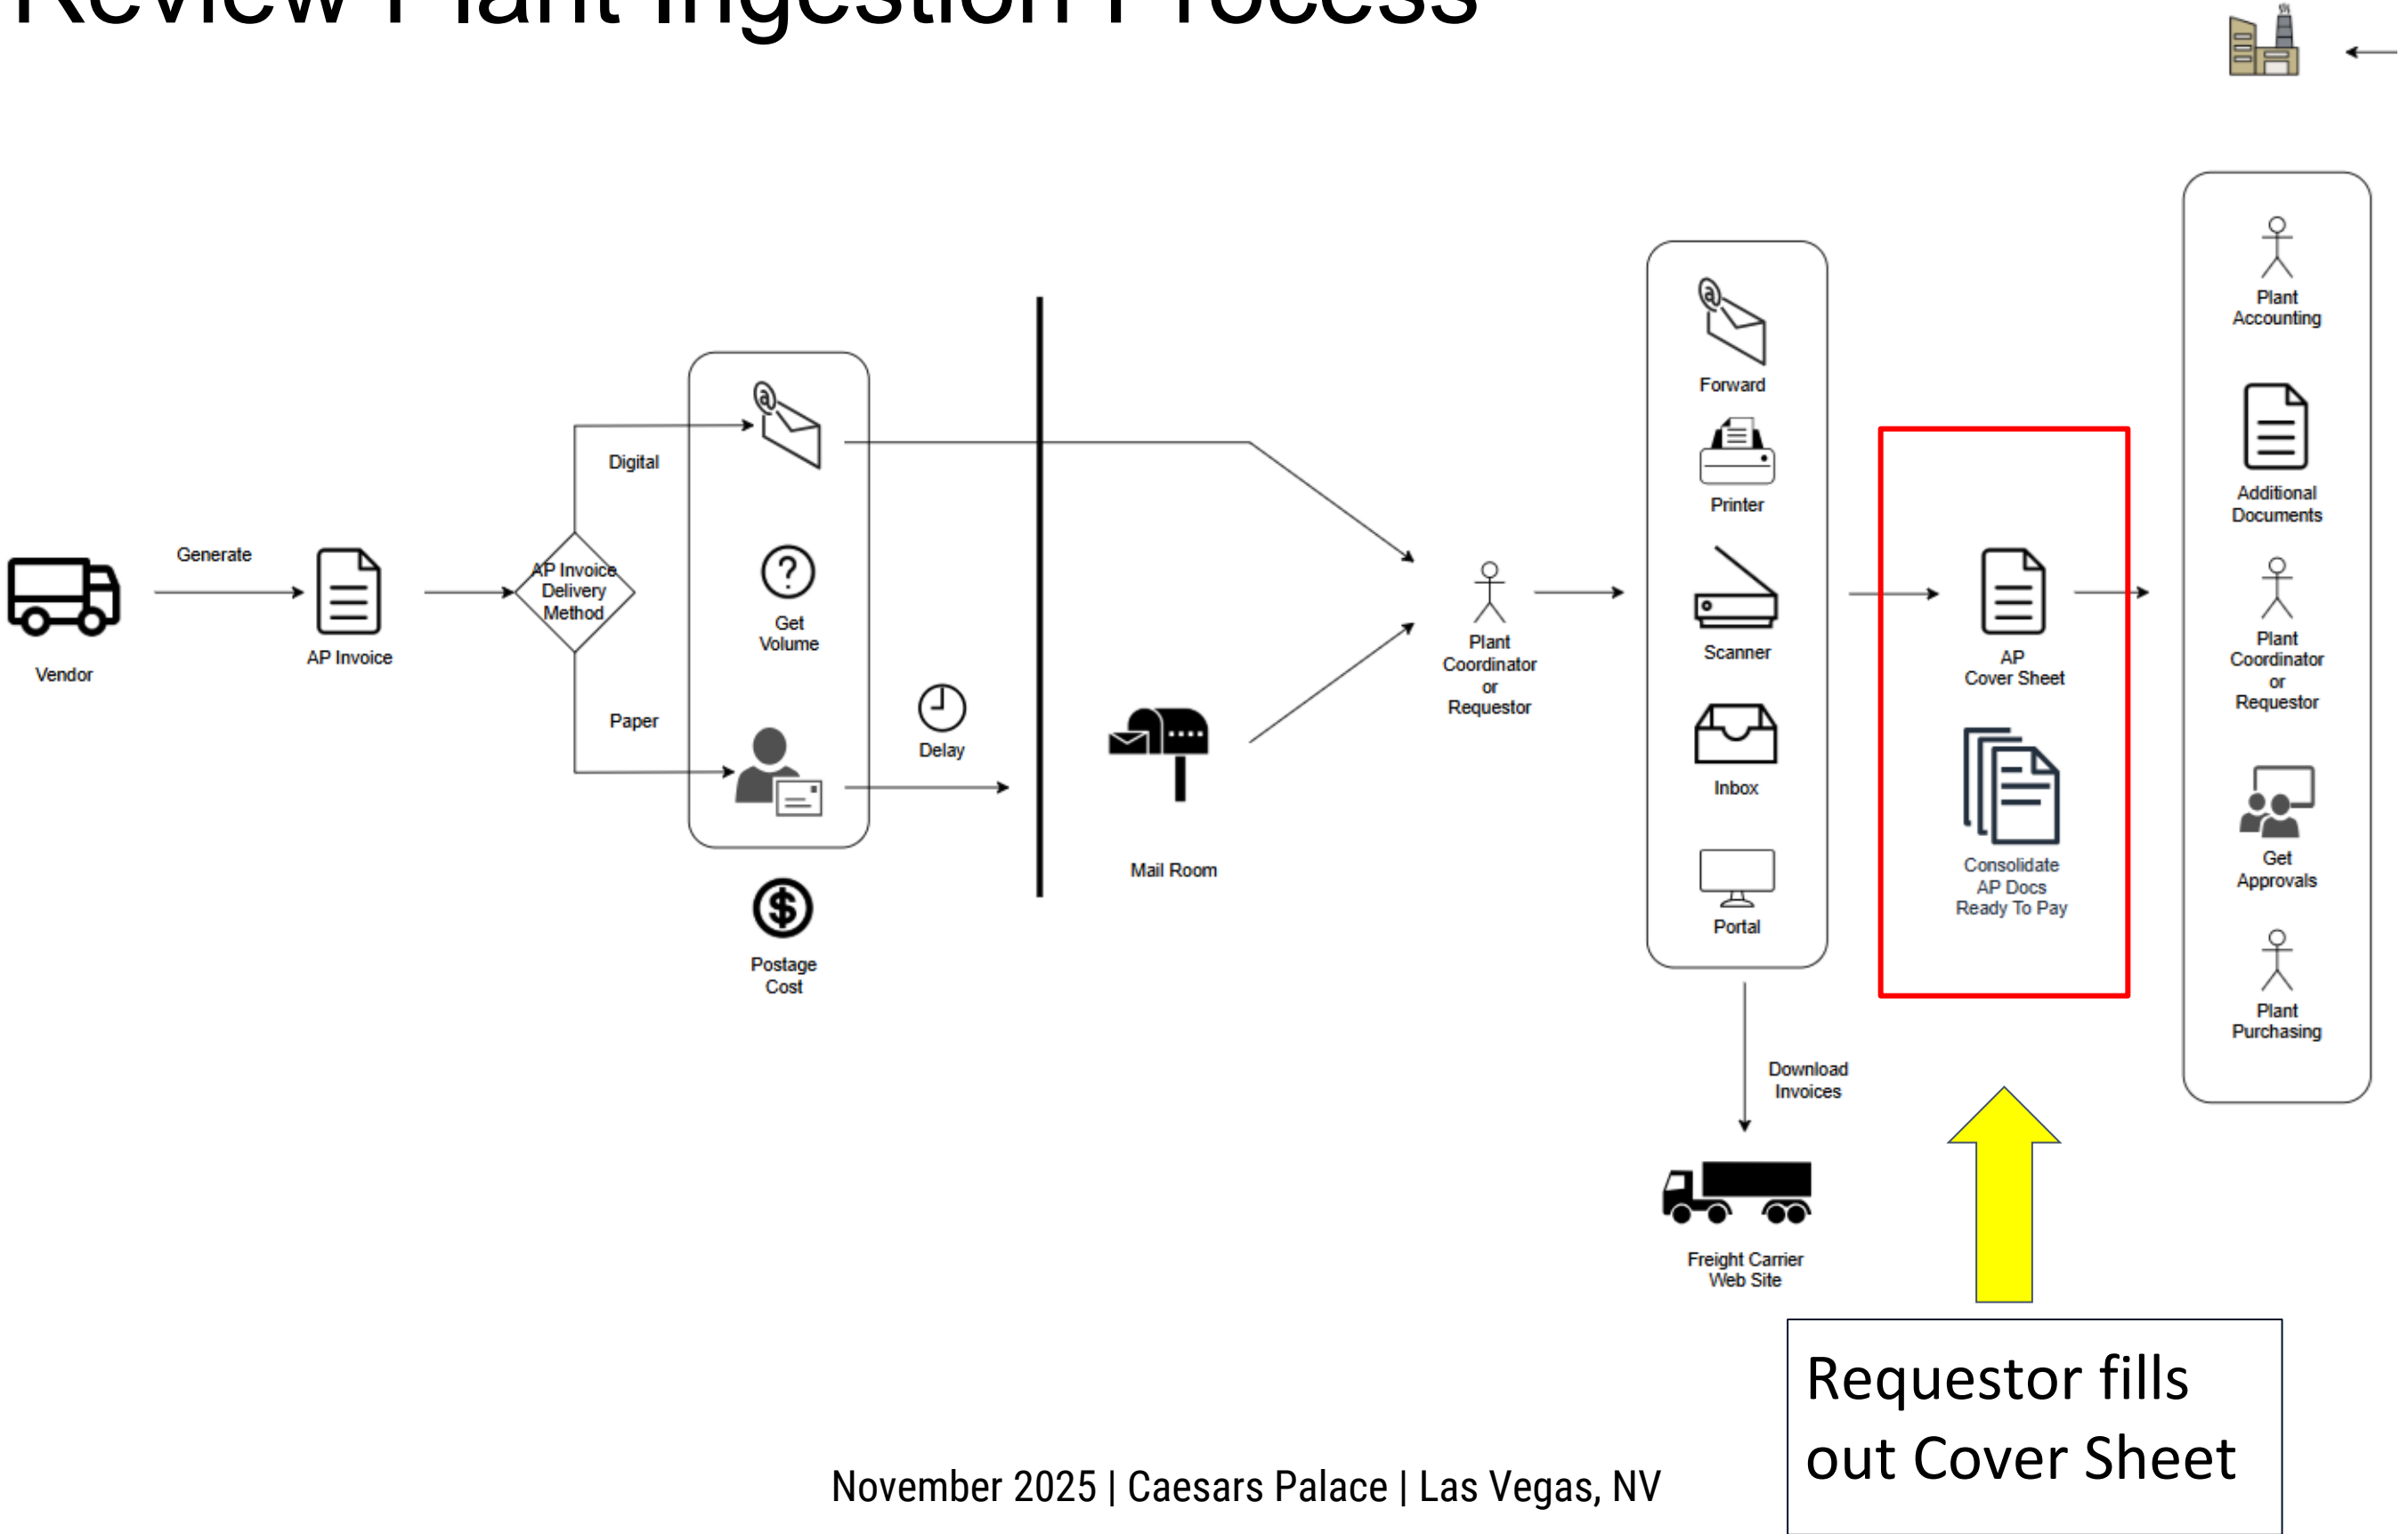 Review Plant Ingestion Process
Generate
Vendor
AP Invoice
AP Invoice
Delivery
Method
Digital
Paper
Get
Volume
Delay
Postage
Cost
Mail Room
Plant
Coordinator
or
Requestor
Forward
Printer
Scanner
Inbox
Portal
Download
Invoices
Freight Carrier
Web Site
AP
Cover Sheet
Consolidate
AP Docs
Ready To Pay
Plant
Accounting
Additional
Documents
Plant
Coordinator
or
Requestor
Get
Approvals
Plant
Purchasing
Requestor fills
out Cover Sheet
November 2025 | Caesars Palace | Las Vegas, NV